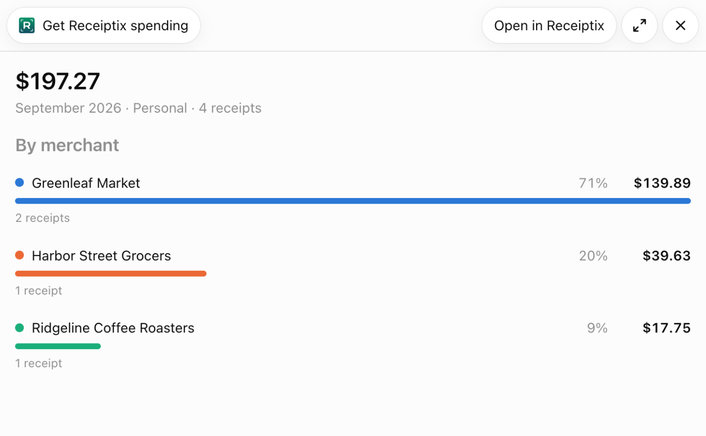 R Get Receiptix spending Open in Receiptix
$197.27
September 2026 · Personal · 4 receipts
By merchant
Greenleaf Market 71% $139.89
2 receipts
Harbor Street Grocers 20% $39.63
1 receipt
Ridgeline Coffee Roasters 9% $17.75
1 receipt